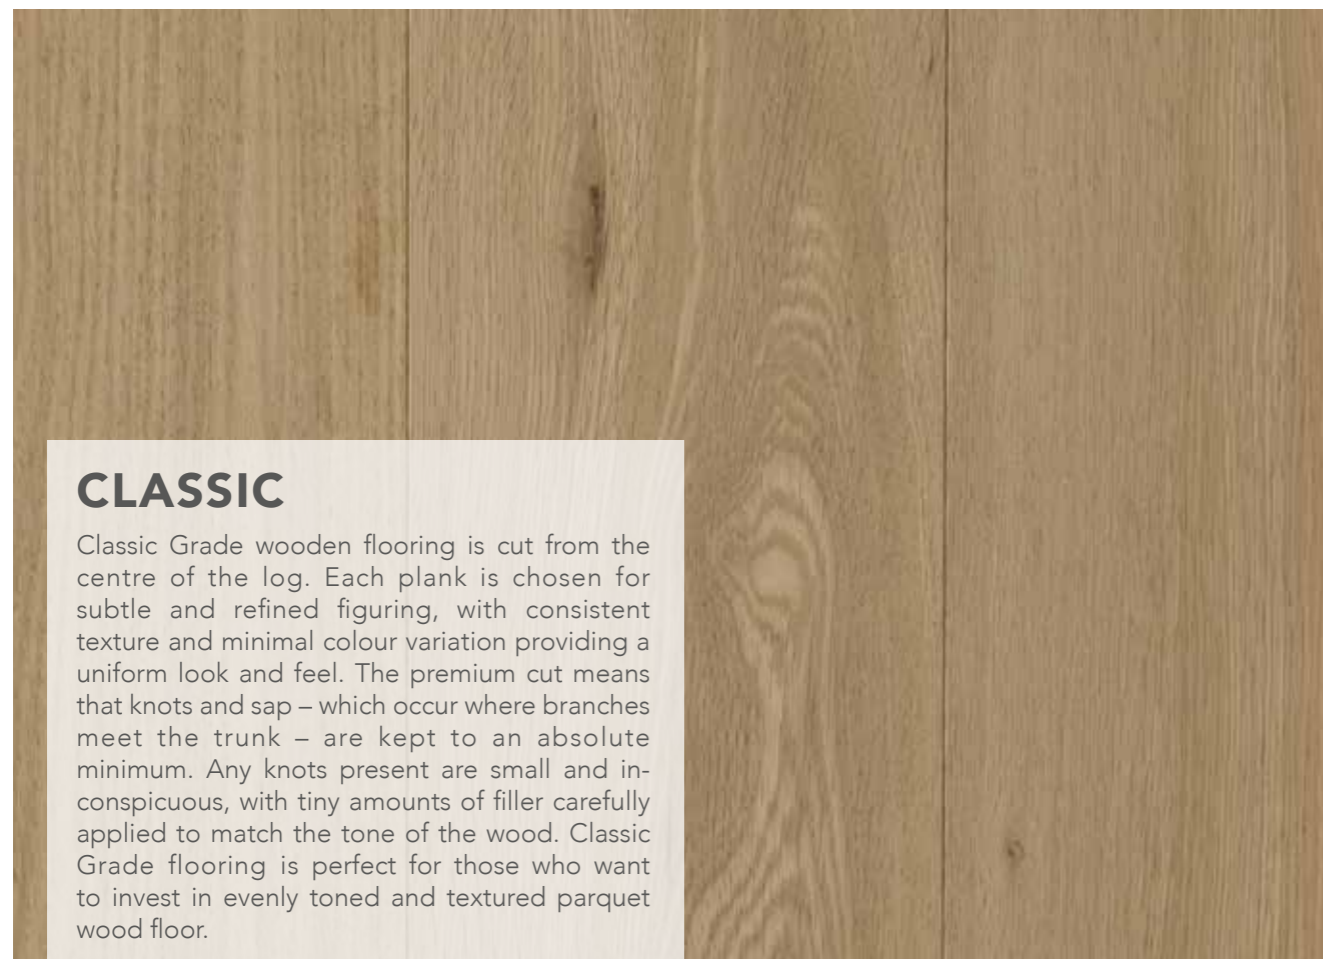 CLASSIC
Classic Grade wooden flooring is cut from the
centre of the log. Each plank is chosen for
subtle and refined figuring, with consistent
texture and minimal colour variation providing a
uniform look and feel. The premium cut means
that knots and sap – which occur where branches
meet the trunk – are kept to an absolute
minimum. Any knots present are small and in-
conspicuous, with tiny amounts of filler carefully
applied to match the tone of the wood. Classic
Grade flooring is perfect for those who want
to invest in evenly toned and textured parquet
wood floor.